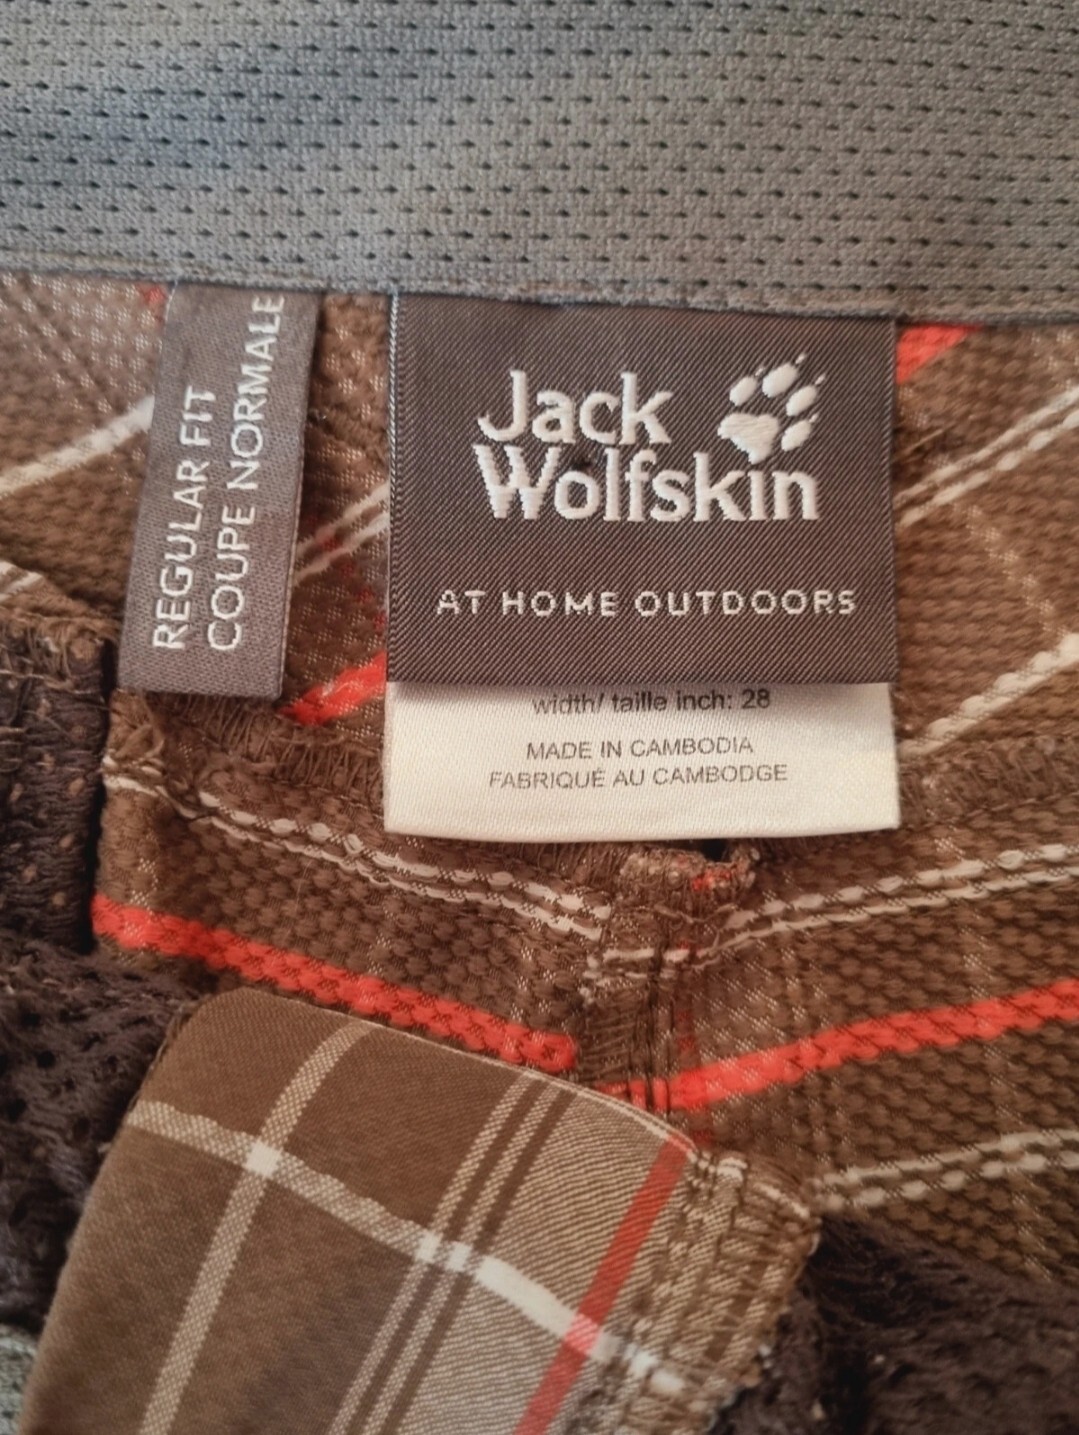 REGULAR FIT
COUPE NORMALE
Jack
Wolfskin
AT HOME OUTDOORS
width/ taille inch: 28
MADE IN CAMBODIA
FABRIQUÉ AU CAMBODGE